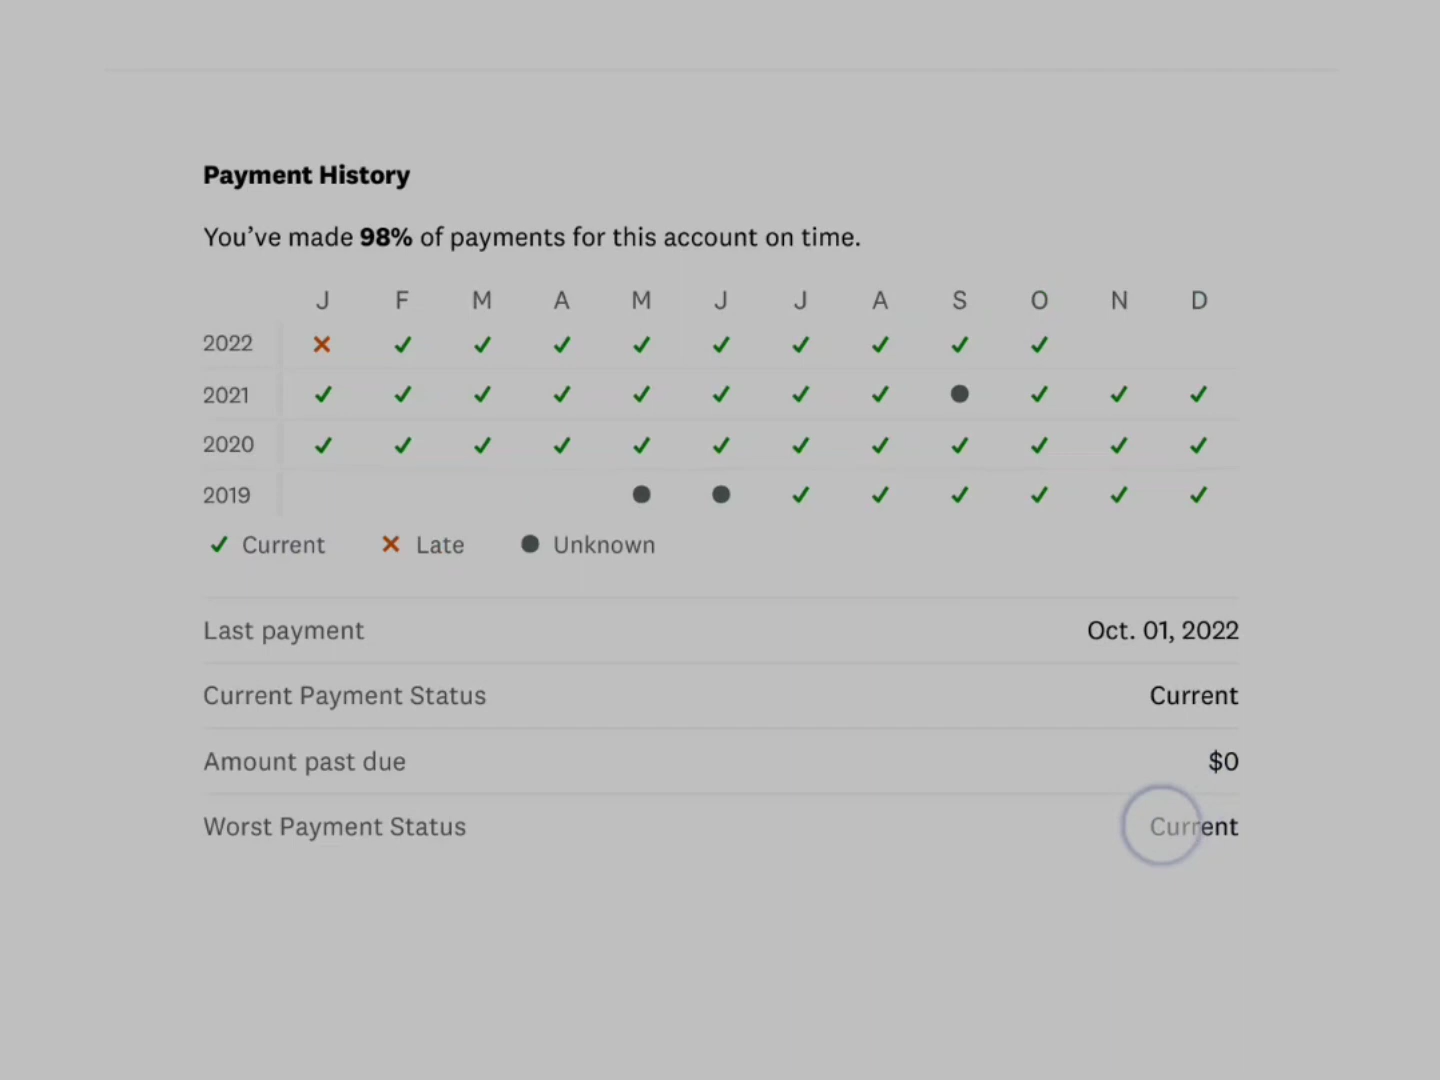 Payment History
You've made 98% of payments for this account on time.
J F M A M J J A S O N D
2022
2021
2020
2019
Current Late Unknown
Last payment Oct. 01, 2022
Current Payment Status Current
Amount past due $0
Worst Payment Status Current